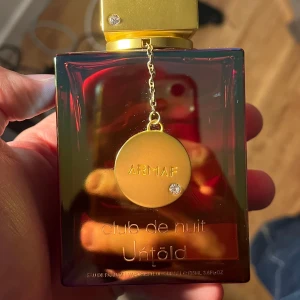 ARMAF
club de nuit
Untold